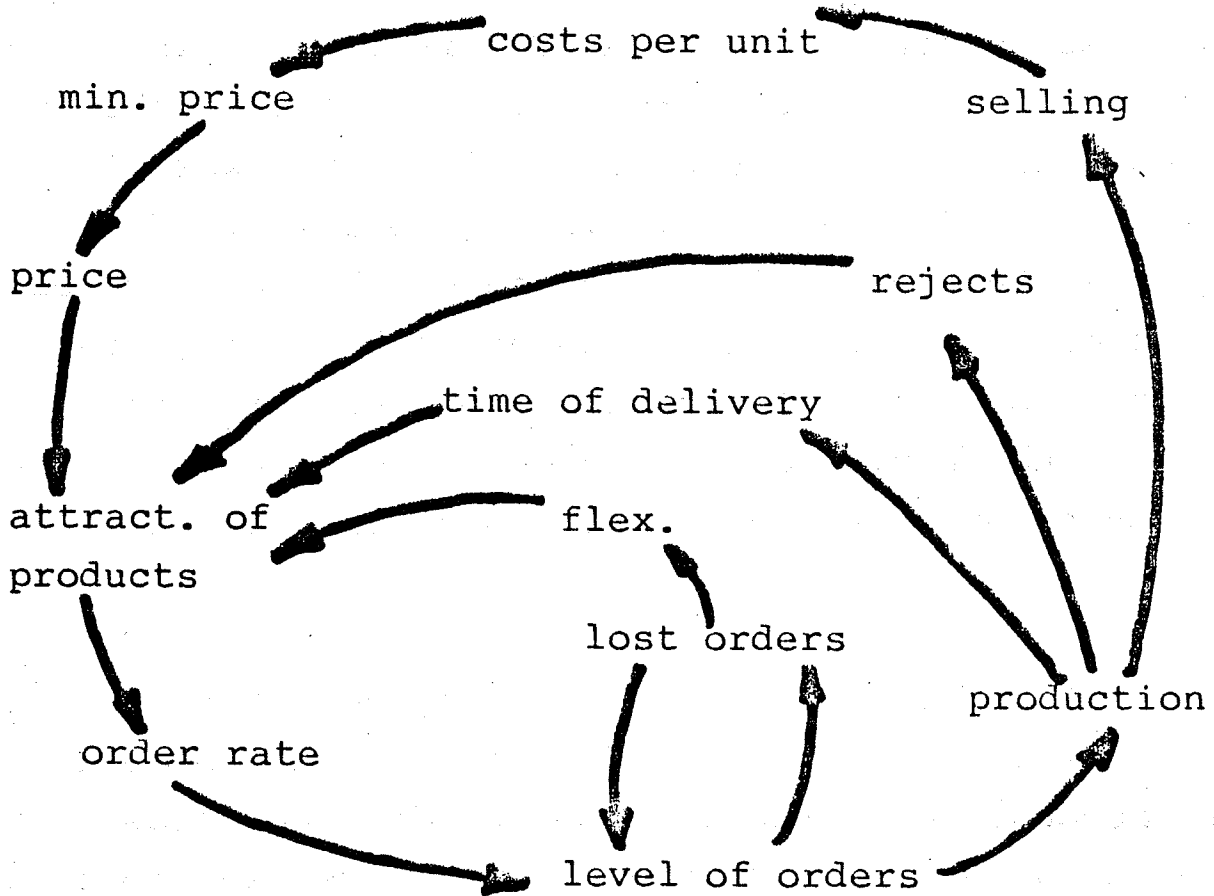 costs per unit
min. price
selling
price
rejects
time of delivery
attract. of
products
flex.
lost orders
production
order rate
level of orders